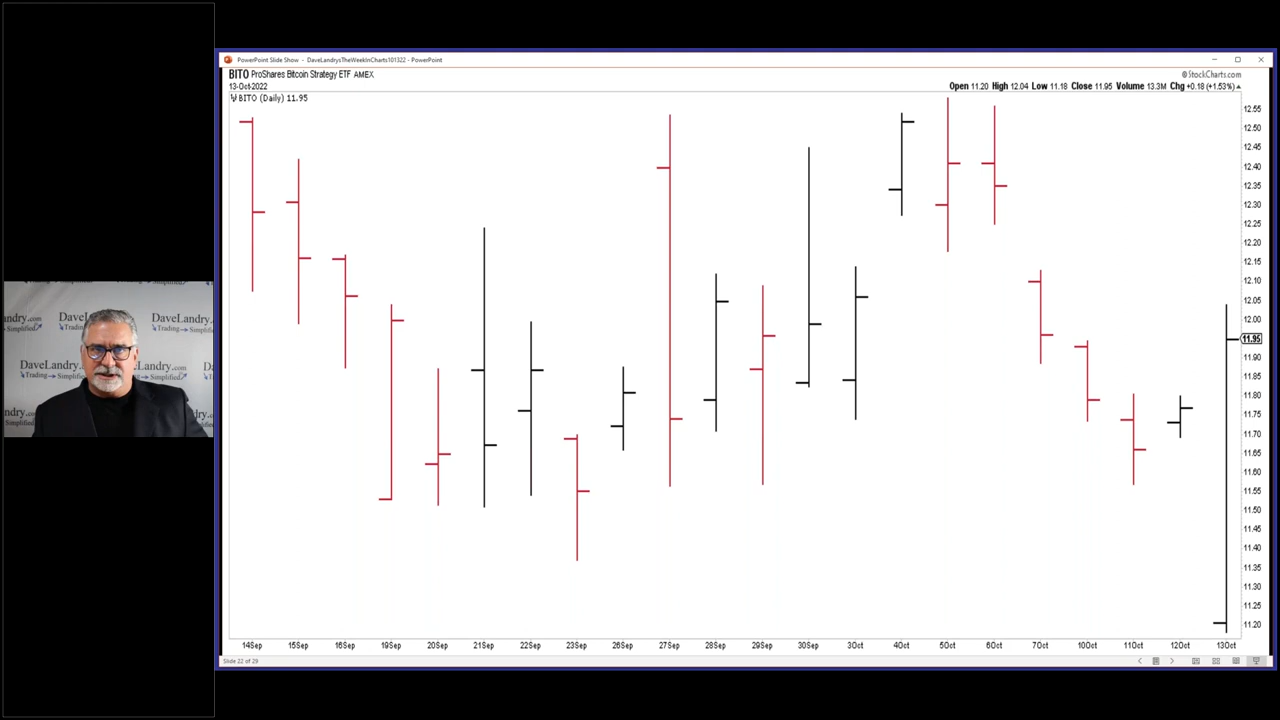 PowerPoint Slide Show - DaveLandrysTheWeekInCharts101322 - PowerPoint
BITO ProShares Bitcoin Strategy ETF AMEX
© StockCharts.com
13-Oct-2022
Open 11.20 High 12.04 Low 11.18 Close 11.95 Volume 13.3M Chg +0.18 (+1.53%)
BITO (Daily) 11.95
12.55
12.50
12.45
12.40
12.35
12.30
12.25
12.20
12.15
12.10
12.05
12.00
11.95
11.90
11.85
11.80
11.75
11.70
11.65
11.60
11.55
11.50
11.45
11.40
11.35
11.30
11.25
11.20
14Sep 15Sep 16Sep 19Sep 20Sep 21Sep 22Sep 23Sep 26Sep 27Sep 28Sep 29Sep 30Sep 3Oct 4Oct 5Oct 6Oct 7Oct 10Oct 11Oct 12Oct 13Oct
Slide 22 of 29
DaveLandry.com
Trading Simplified